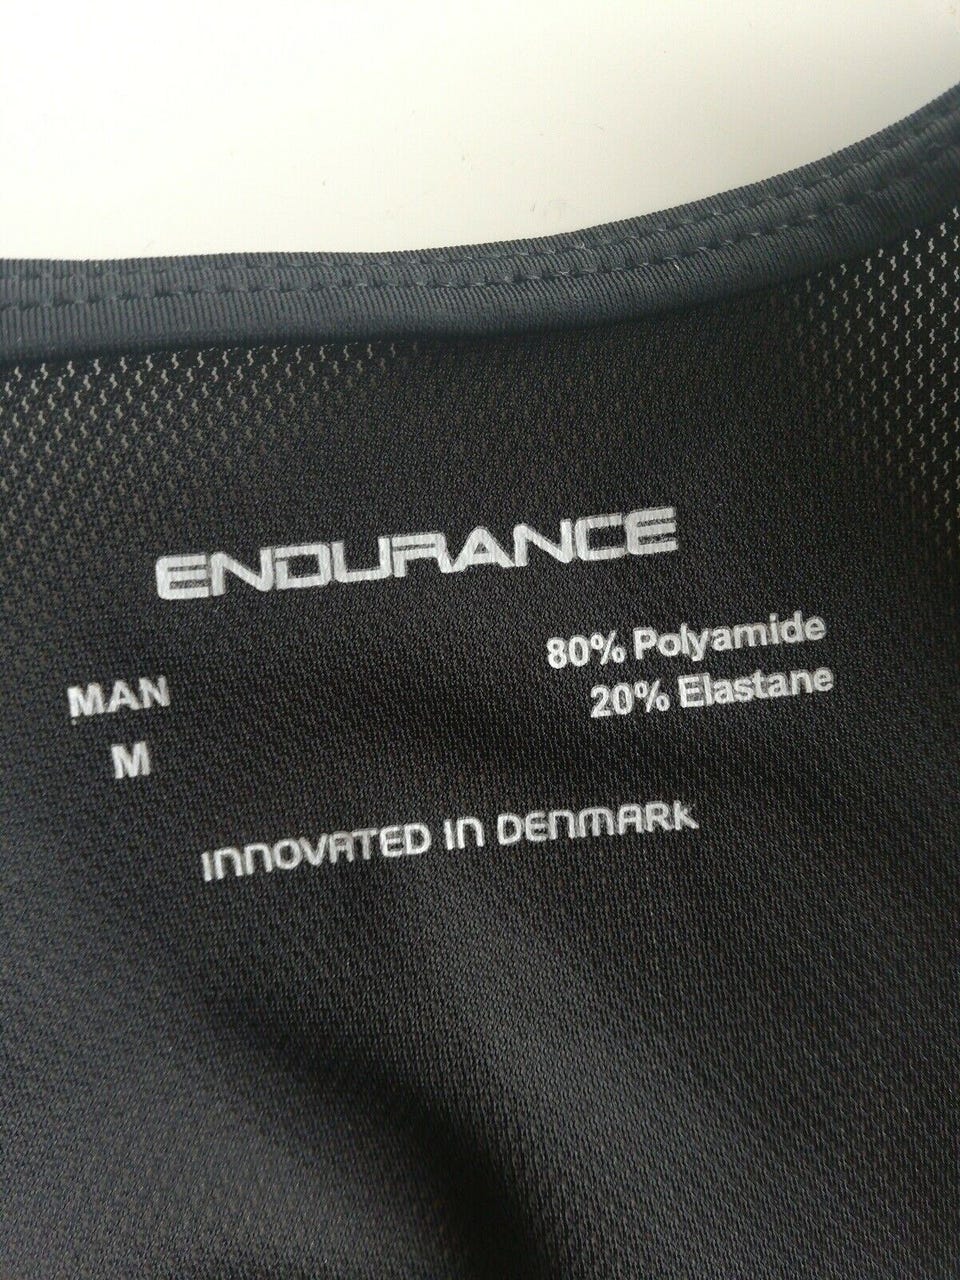 ENDURANCE
80% Polyamide
20% Elastane
MAN
M
INNOVATED IN DENMARK